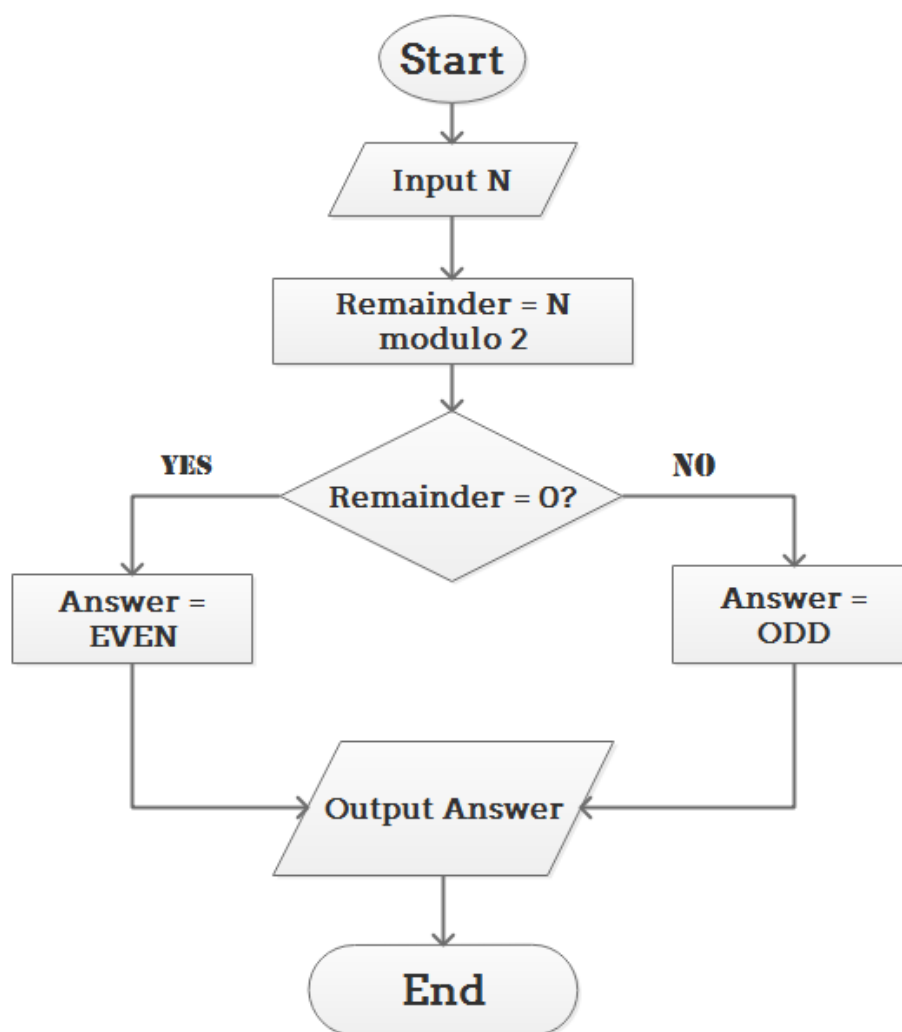 Start
Input N
Remainder = N
modulo 2
YES
NO
Remainder = 0?
Answer =
EVEN
Answer =
ODD
Output Answer
End